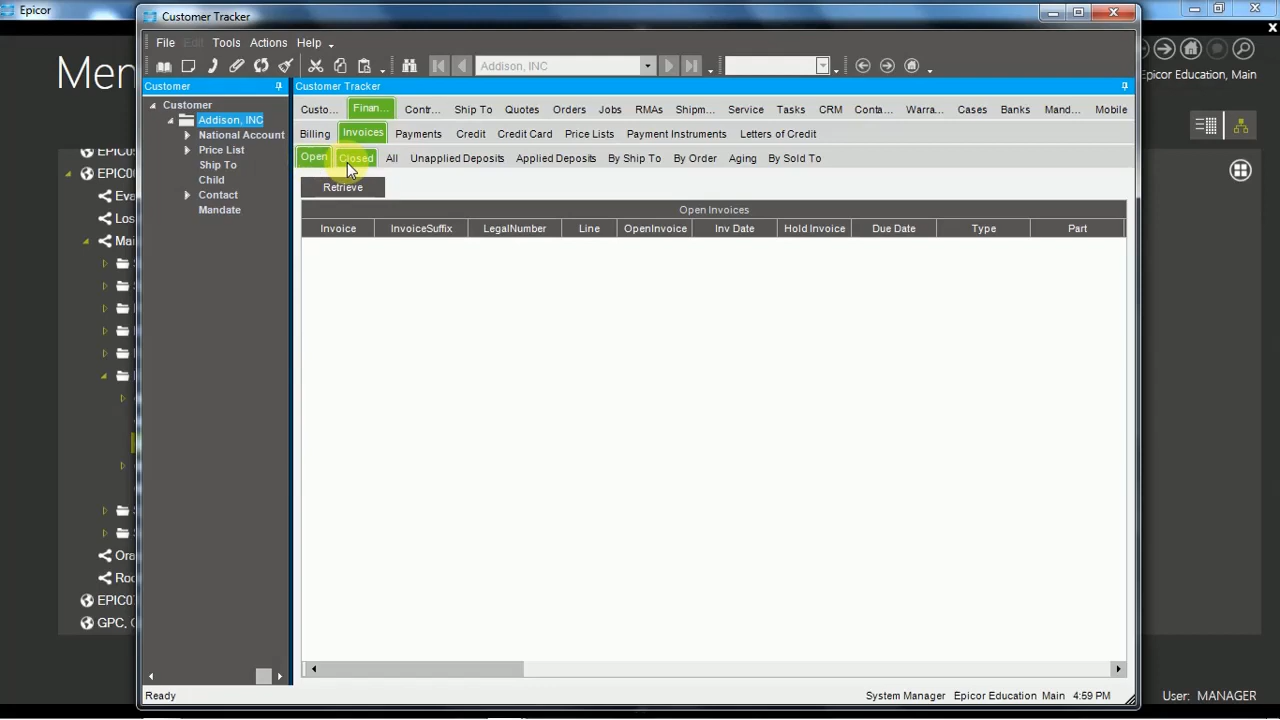 Epicor
Customer Tracker
Men
File Edit Tools Actions Help
Addison, INC
Customer
Customer Tracker
Customer
Addison, INC
National Account
Price List
Ship To
Child
Contact
Mandate
Custo... Finan... Contr... Ship To Quotes Orders Jobs RMAs Shipm... Service Tasks CRM Conta... Warra... Cases Banks Mand... Mobile
Billing Invoices Payments Credit Credit Card Price Lists Payment Instruments Letters of Credit
Open Closed All Unapplied Deposits Applied Deposits By Ship To By Order Aging By Sold To
Retrieve
Open Invoices
Invoice InvoiceSuffix LegalNumber Line OpenInvoice Inv Date Hold Invoice Due Date Type Part
Epicor Education, Main
EPIC0
Eva
Los
Mai
Ora
Roc
EPIC07
GPC, C
Ready
System Manager Epicor Education Main 4:59 PM
User: MANAGER